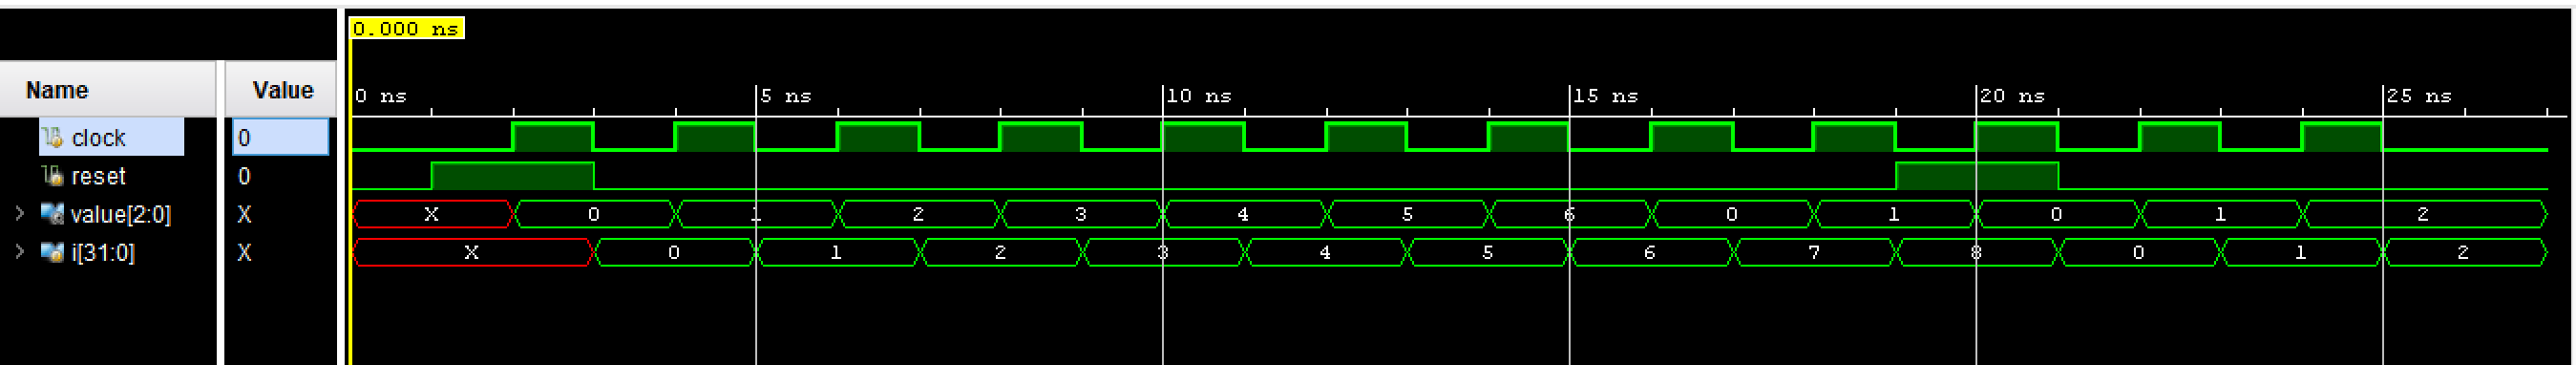 0.000 ns
Name Value
0 ns 5 ns 10 ns 15 ns 20 ns 25 ns
clock 0
reset 0
value[2:0] X X 0 1 2 3 4 5 6 0 1 0 1 2
i[31:0] X X 0 1 2 3 4 5 6 7 8 0 1 2